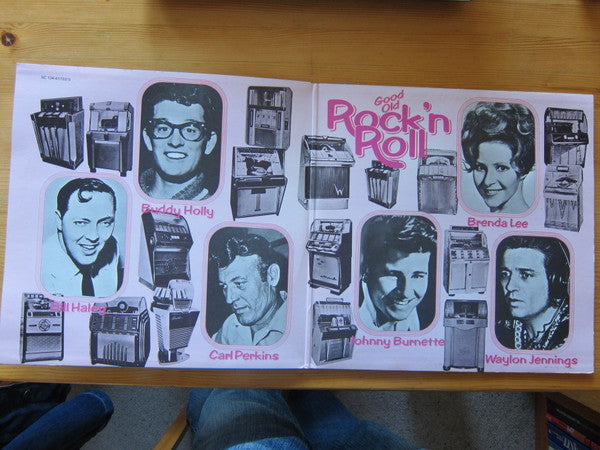 Good
Old
Rock'n
Roll
Buddy Holly
Brenda Lee
Bill Haley
Carl Perkins
Johnny Burnette
Waylon Jennings